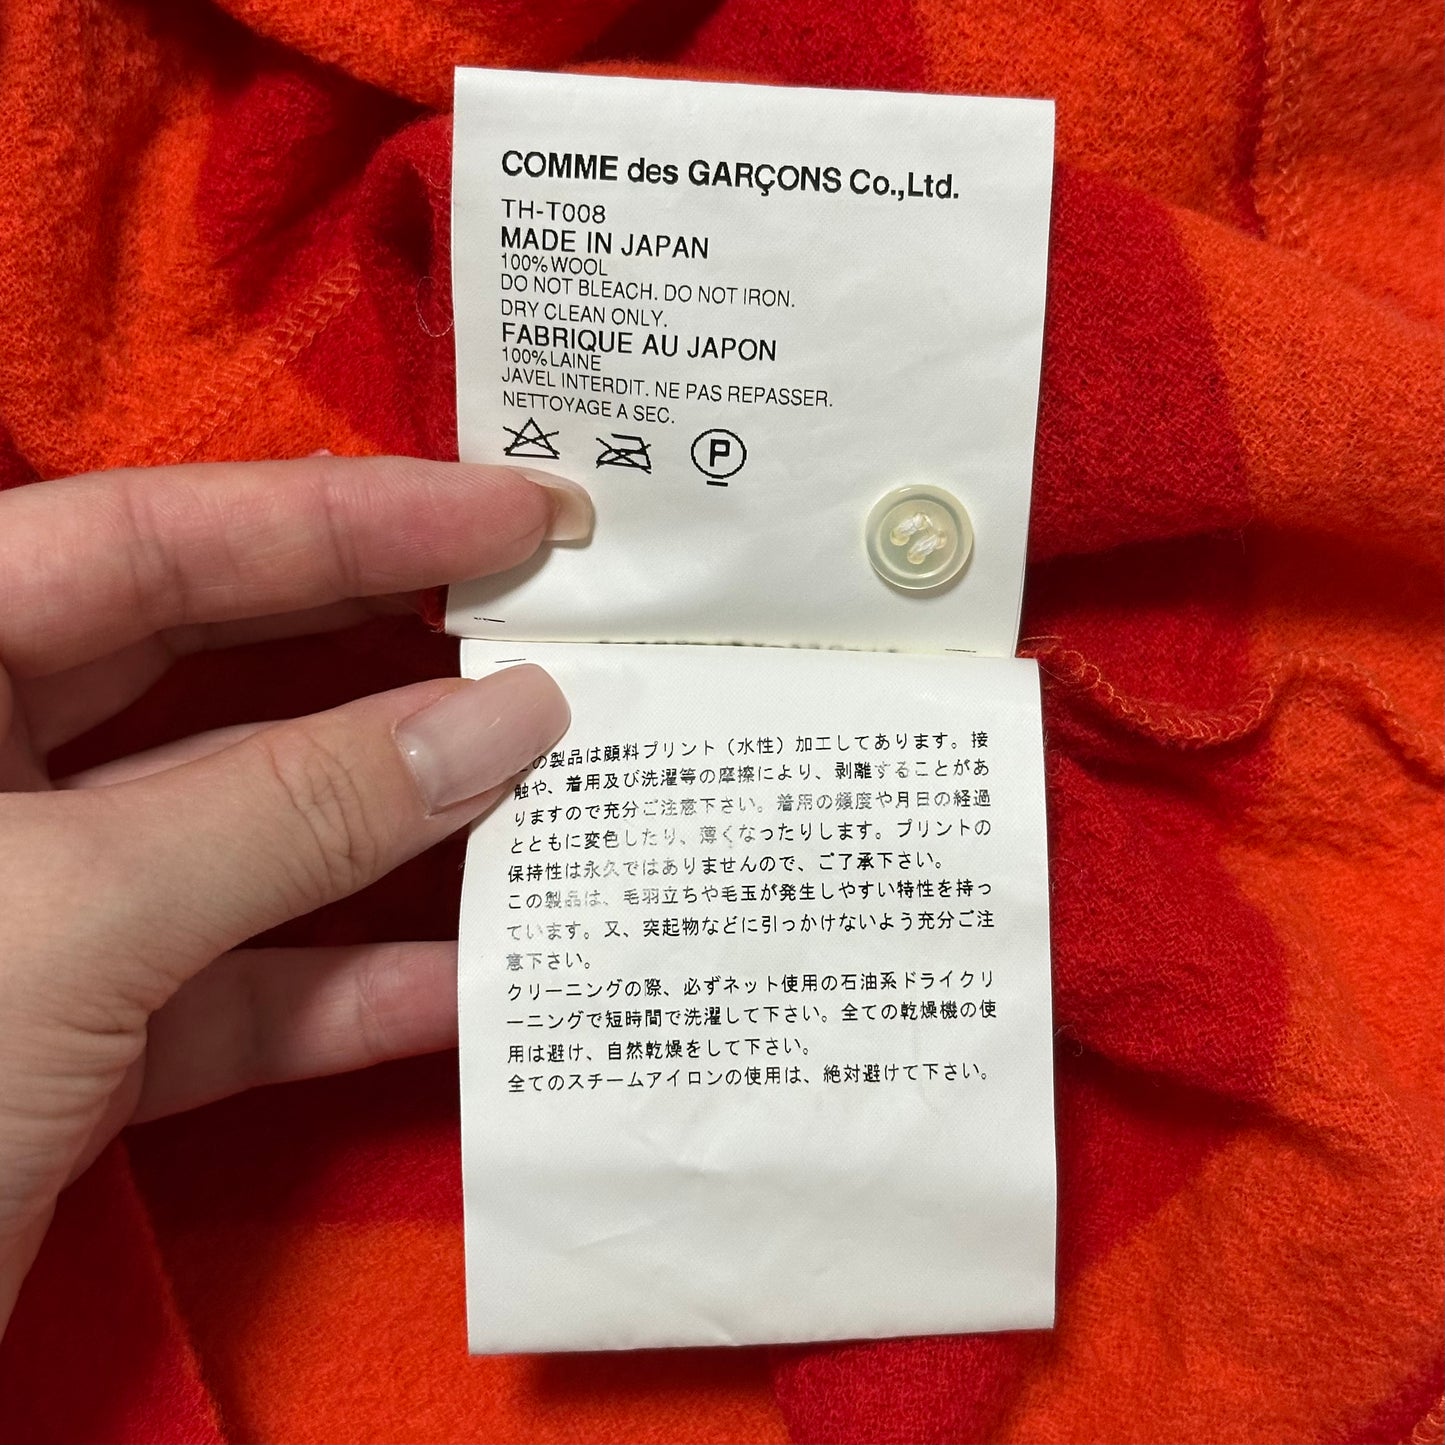 COMME des GARÇONS Co.,Ltd.
TH-T008
MADE IN JAPAN
100% WOOL
DO NOT BLEACH. DO NOT IRON.
DRY CLEAN ONLY.
FABRIQUE AU JAPON
100% LAINE
JAVEL INTERDIT. NE PAS REPASSER.
NETTOYAGE A SEC.
P
の製品は顔料プリント（水性）加工してあります。接
触や、着用及び洗濯等の摩擦により、剥離することがあ
りますので充分ご注意下さい。着用の頻度や月日の経過
とともに変色したり、薄くなったりします。プリントの
保持性は永久ではありませんので、ご了承下さい。
この製品は、毛羽立ちや毛玉が発生しやすい特性を持っ
ています。又、突起物などに引っかけないよう充分ご注
意下さい。
クリーニングの際、必ずネット使用の石油系ドライクリ
ーニングで短時間で洗濯して下さい。全ての乾燥機の使
用は避け、自然乾燥をして下さい。
全てのスチームアイロンの使用は、絶対避けて下さい。